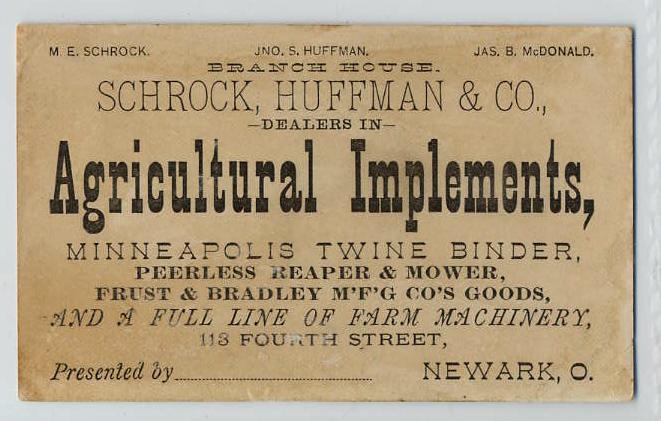 M. E. SCHROCK. JNO. S. HUFFMAN. JAS. B. McDONALD.
BRANCH HOUSE.
SCHROCK, HUFFMAN & CO.,
—DEALERS IN—
Agricultural Implements,
MINNEAPOLIS TWINE BINDER,
PEERLESS REAPER & MOWER,
FRUST & BRADLEY M'F'G CO'S GOODS,
AND A FULL LINE OF FARM MACHINERY,
113 FOURTH STREET,
Presented by........................ NEWARK, O.